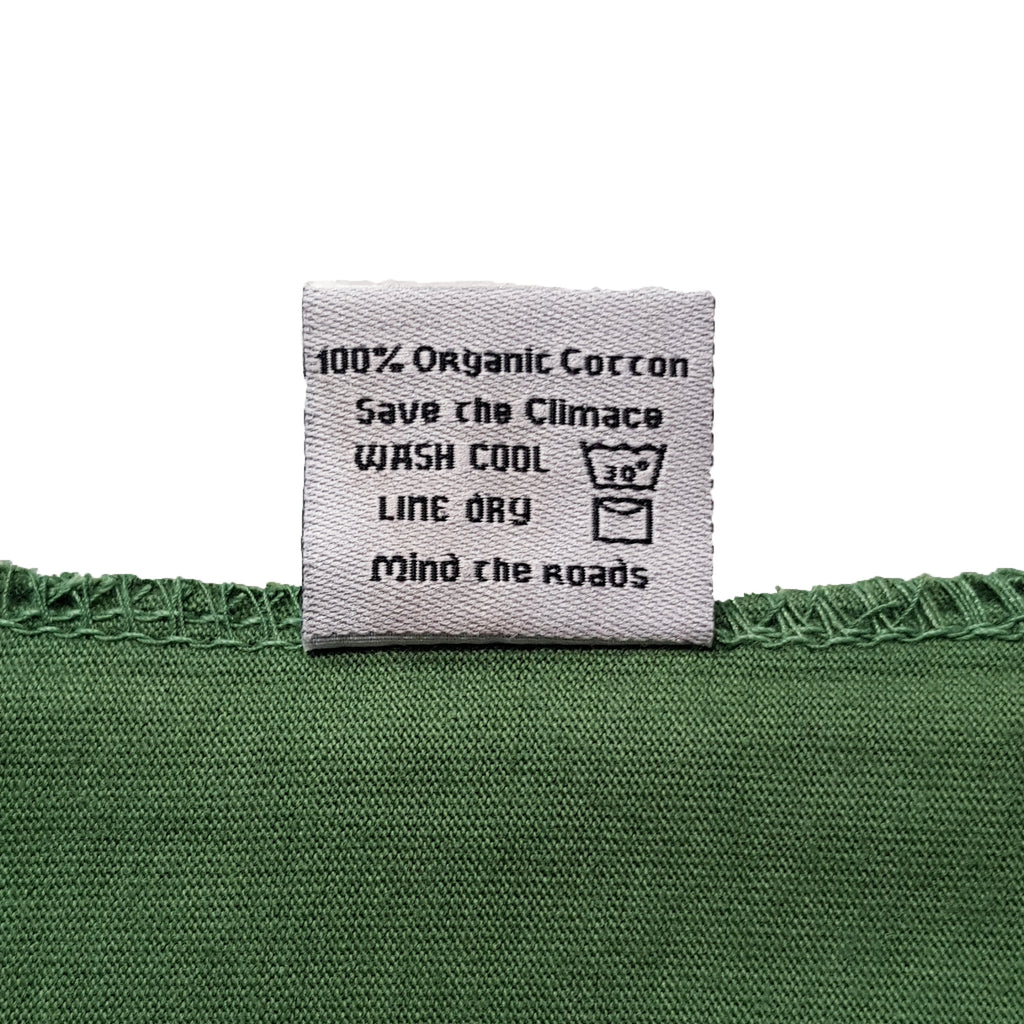 100% Organic Cotton
Save the Climate
WASH COOL 30°
LINE DRY
Mind the Roads